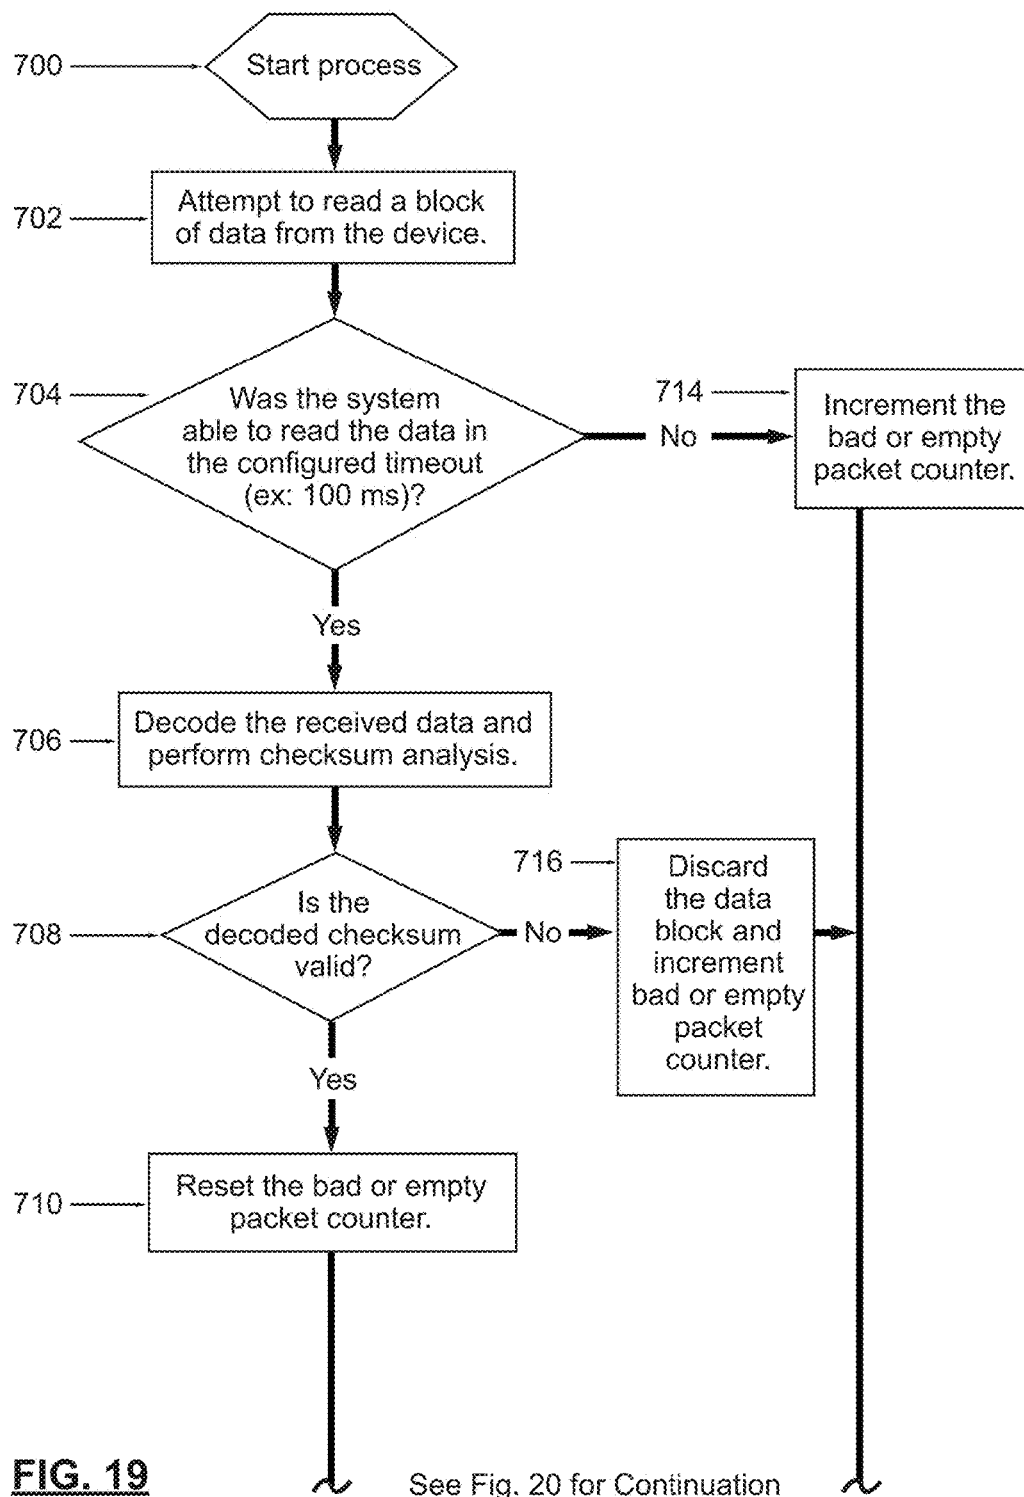 700
Start process
702
Attempt to read a block
of data from the device.
704
Was the system
able to read the data in
the configured timeout
(ex: 100 ms)?
No
714
Increment the
bad or empty
packet counter.
Yes
706
Decode the received data and
perform checksum analysis.
708
Is the
decoded checksum
valid?
No
716
Discard
the data
block and
increment
bad or empty
packet
counter.
Yes
710
Reset the bad or empty
packet counter.
FIG. 19
See Fig. 20 for Continuation